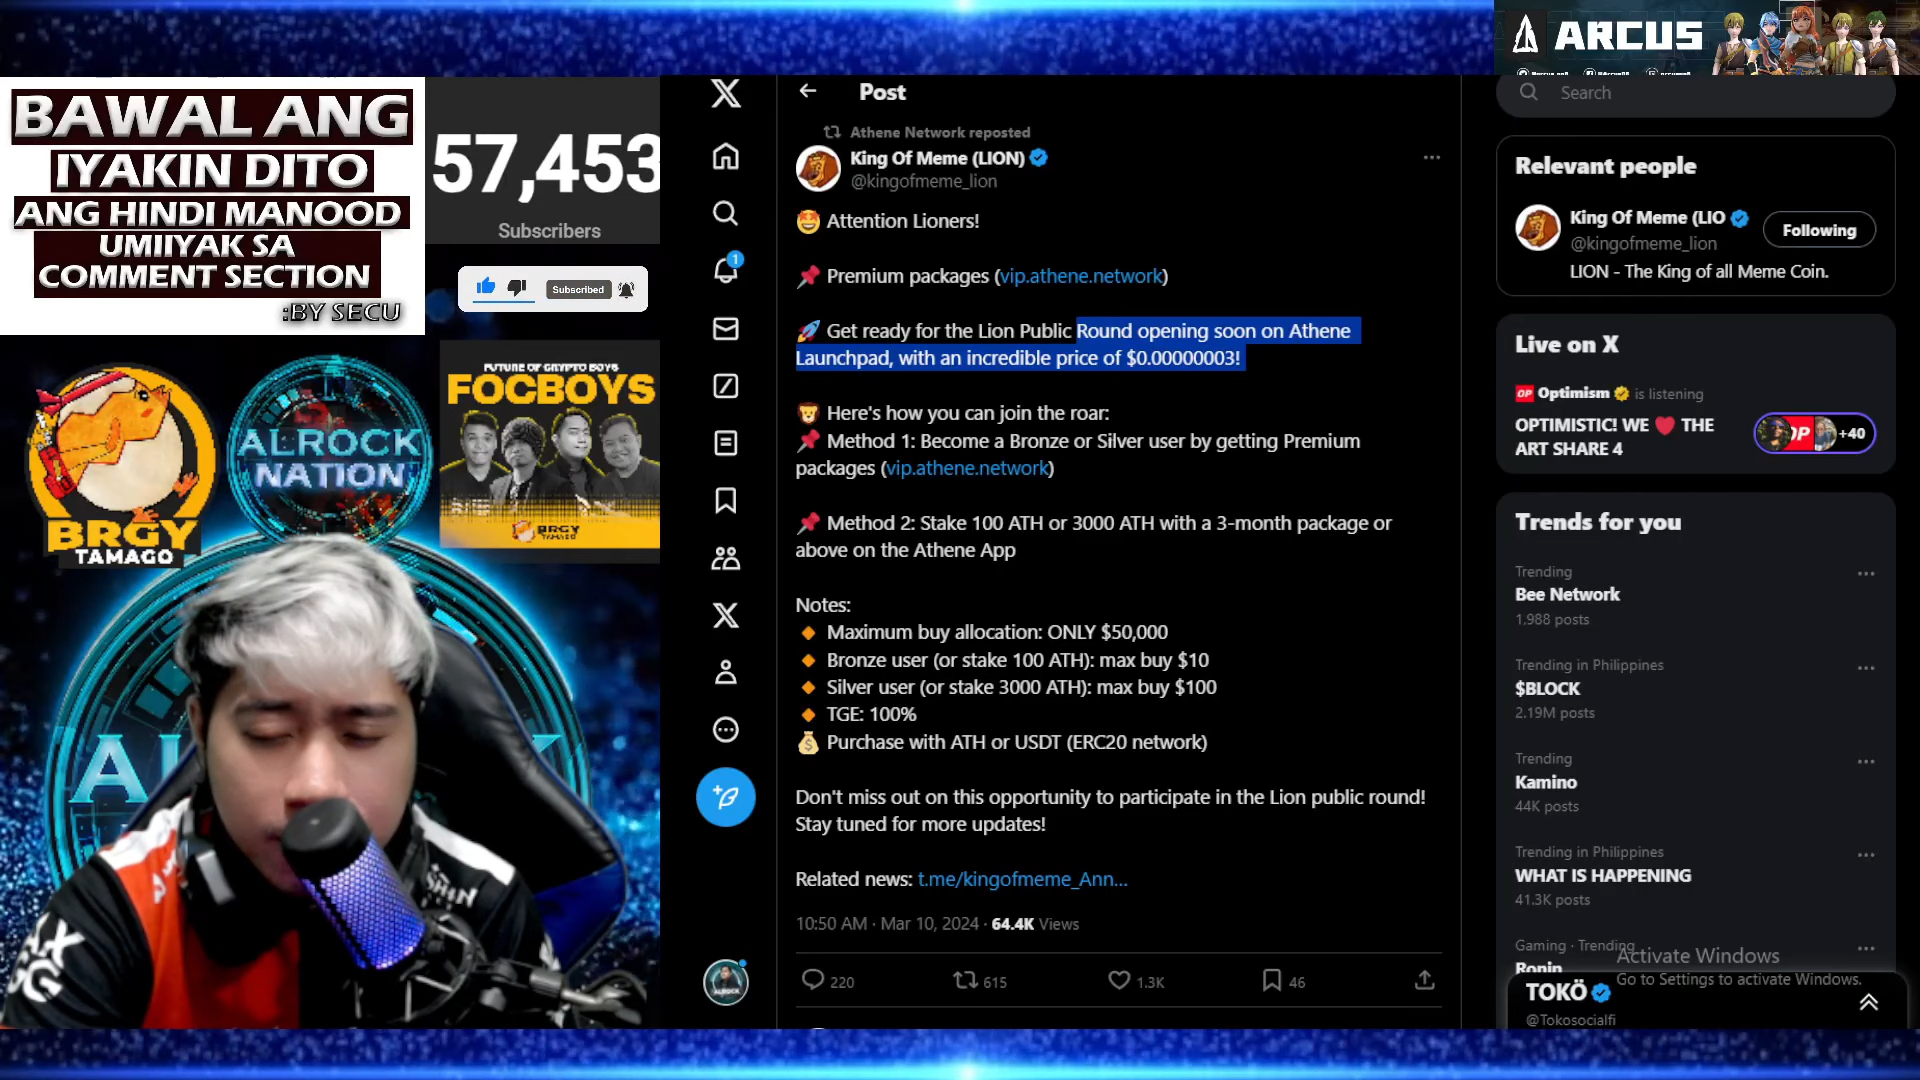 ARCUS
BAWAL ANG
IYAKIN DITO
ANG HINDI MANOOD
UMIIYAK SA
COMMENT SECTION
:BY SECU
57,453
Subscribers
Subscribed
BRGY
TAMAGO
ALROCK
NATION
FUTURE OF CRYPTO BOYS
FOCBOYS
BRGY
TAMAGO
Post
Athene Network reposted
King Of Meme (LION)
@kingofmeme_lion
🤩 Attention Lioners!
📌 Premium packages (vip.athene.network)
🚀 Get ready for the Lion Public Round opening soon on Athene
Launchpad, with an incredible price of $0.00000003!
🦁 Here's how you can join the roar:
📌 Method 1: Become a Bronze or Silver user by getting Premium
packages (vip.athene.network)
📌 Method 2: Stake 100 ATH or 3000 ATH with a 3-month package or
above on the Athene App
Notes:
🔸 Maximum buy allocation: ONLY $50,000
🔸 Bronze user (or stake 100 ATH): max buy $10
🔸 Silver user (or stake 3000 ATH): max buy $100
🔸 TGE: 100%
💰 Purchase with ATH or USDT (ERC20 network)
Don't miss out on this opportunity to participate in the Lion public round!
Stay tuned for more updates!
Related news: t.me/kingofmeme_Ann...
10:50 AM · Mar 10, 2024 · 64.4K Views
220 615 1.3K 46
1
Search
Relevant people
King Of Meme (LIO
@kingofmeme_lion
Following
LION - The King of all Meme Coin.
Live on X
OP Optimism is listening
OPTIMISTIC! WE ❤️ THE
ART SHARE 4
OP +40
Trends for you
Trending
Bee Network
1,988 posts
Trending in Philippines
$BLOCK
2.19M posts
Trending
Kamino
44K posts
Trending in Philippines
WHAT IS HAPPENING
41.3K posts
Gaming · Trending
Ronin
Activate Windows
Go to Settings to activate Windows.
TOKÖ
@Tokosocialfi